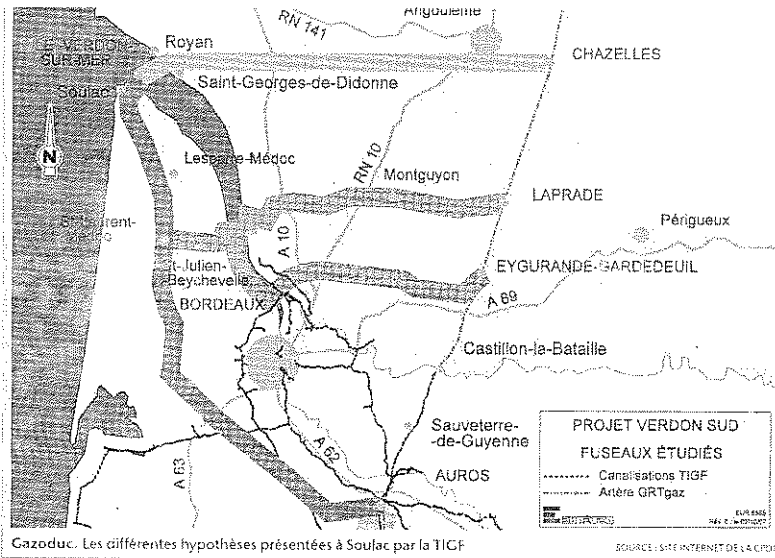 Angoulême
RN 141
Royan
LE VERDON-
SUR-MER
CHAZELLES
Soulac
Saint-Georges-de-Didonne
N
Lesparre-Médoc
RN 10
Montguyon
LAPRADE
St-Laurent-
Périgueux
A 10
St-Julien-
-Beychevelle
EYGURANDE-GARDEDEUIL
BORDEAUX
A 89
Castillon-la-Bataille
Sauveterre-
-de-Guyenne
PROJET VERDON SUD
FUSEAUX ÉTUDIÉS
A 62
A 63
AUROS
Canalisations TIGF
Artère GRTgaz
Gazoduc. Les différentes hypothèses présentées à Soulac par la TIGF
SOURCE : SITE INTERNET DE LA